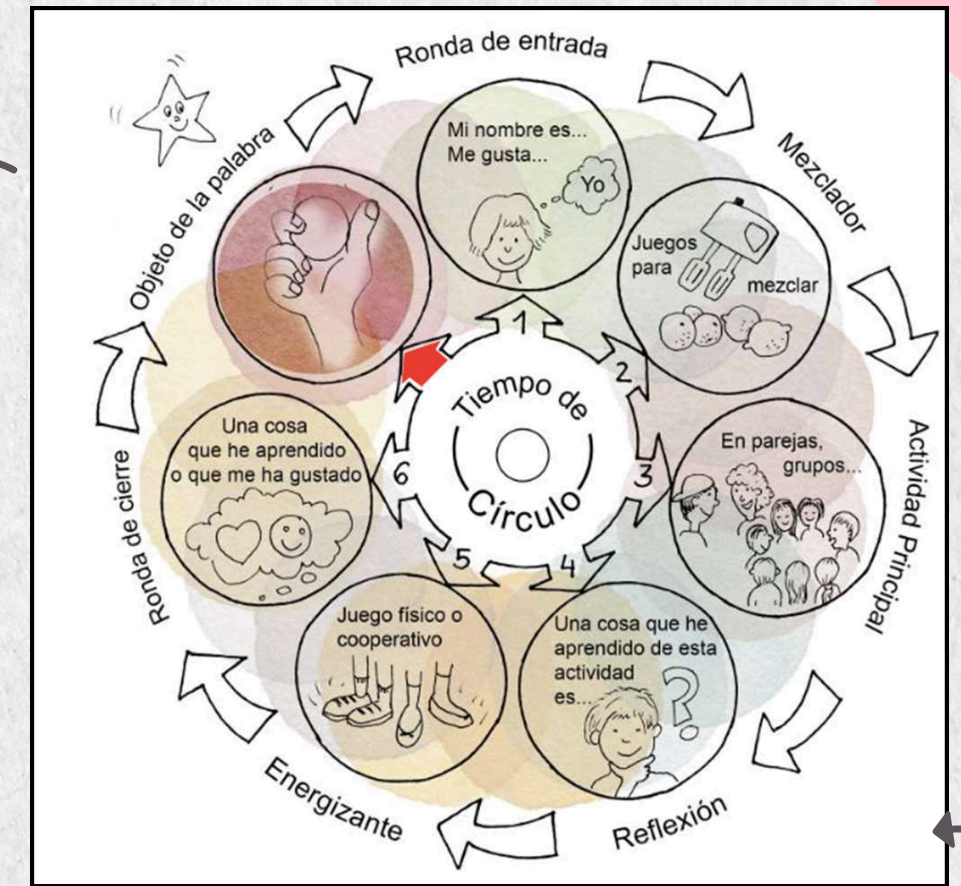 Ronda de entrada
Mi nombre es...
Me gusta...
Yo
Mezclador
Juegos
para
mezclar
Actividad Principal
En parejas,
grupos...
Reflexión
Una cosa que he
aprendido de esta
actividad
es...
?
Energizante
Juego físico o
cooperativo
Ronda de cierre
Una cosa
que he aprendido
o que me ha gustado
Objeto de la palabra
1
2
3
4
5
6
Tiempo de
Círculo